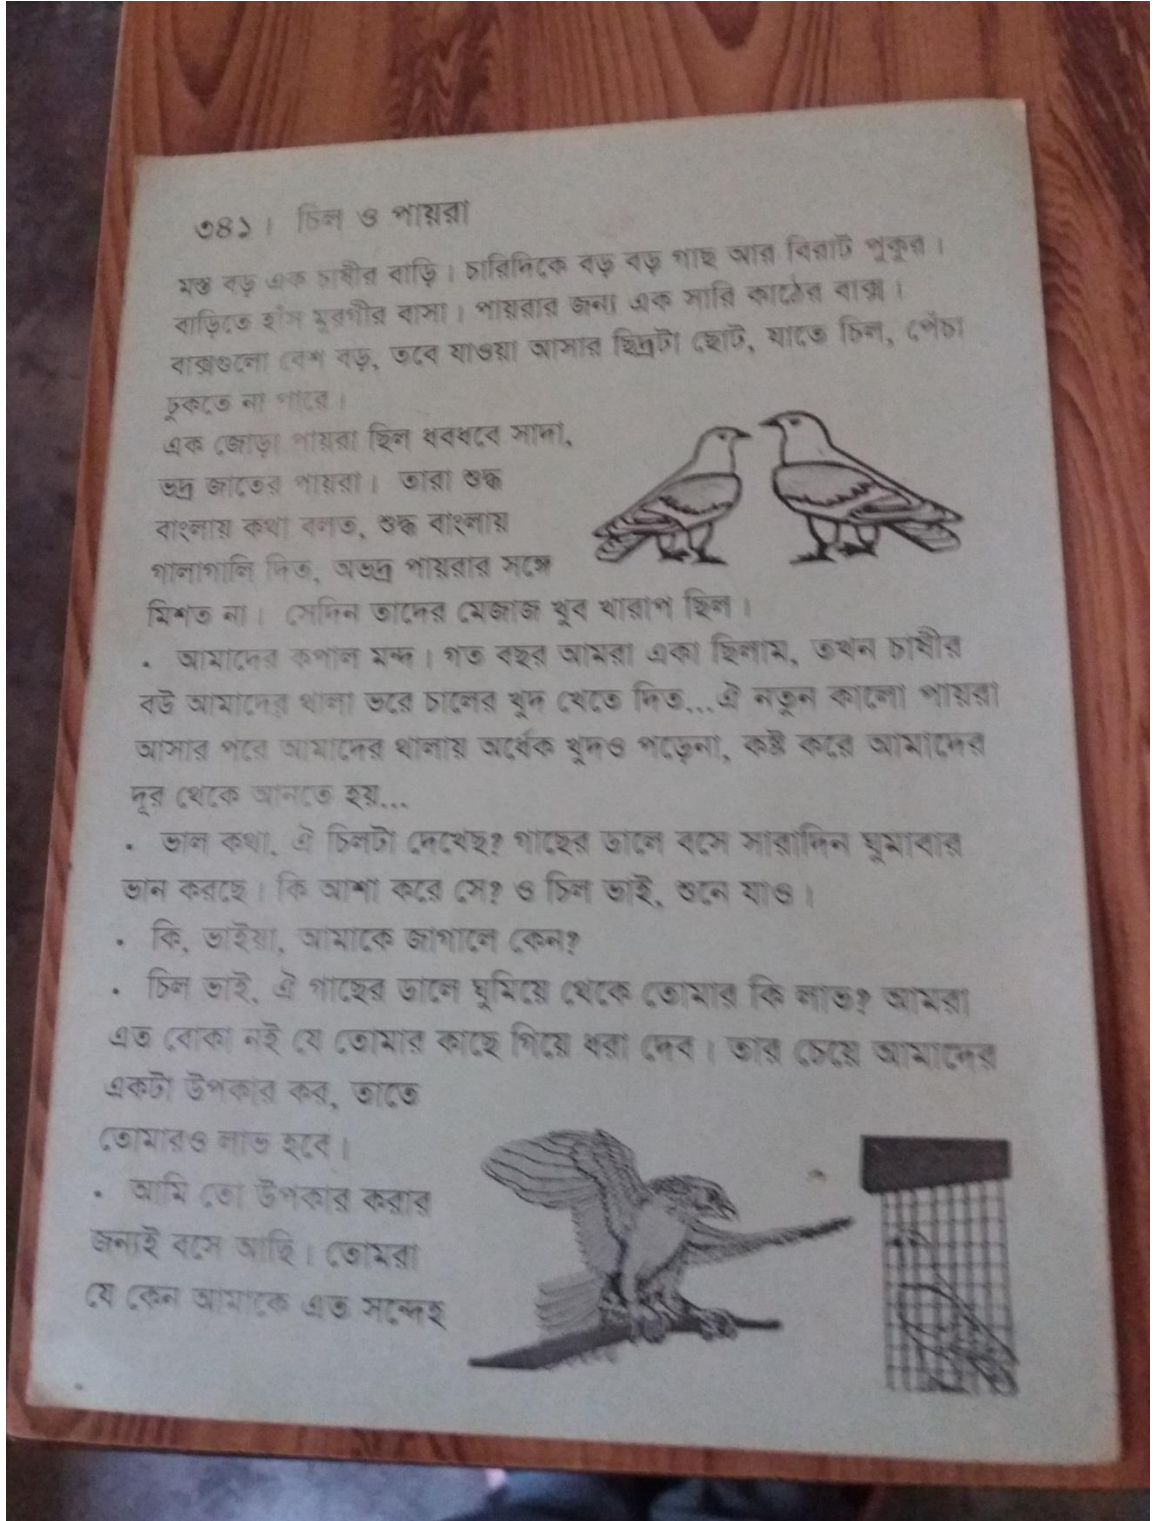 ৩৪১। চিল ও পায়রা
মস্ত বড় এক চাষীর বাড়ি। চারিদিকে বড় বড় গাছ আর বিরাট পুকুর।
বাড়িতে হাঁস মুরগীর বাসা। পায়রার জন্য এক সারি কাঠের বাক্স।
বাক্সগুলো বেশ বড়, তবে যাওয়া আসার ছিদ্রটা ছোট, যাতে চিল, পেঁচা
ঢুকতে না পারে।
এক জোড়া পায়রা ছিল ধবধবে সাদা,
ভদ্র জাতের পায়রা। তারা শুদ্ধ
বাংলায় কথা বলত, শুদ্ধ বাংলায়
গালাগালি দিত, অভদ্র পায়রার সঙ্গে
মিশত না। সেদিন তাদের মেজাজ খুব খারাপ ছিল।
• আমাদের কপাল মন্দ। গত বছর আমরা একা ছিলাম, তখন চাষীর
বউ আমাদের থালা ভরে চালের খুদ খেতে দিত...ঐ নতুন কালো পায়রা
আসার পরে আমাদের থালায় অর্ধেক খুদও পড়েনা, কষ্ট করে আমাদের
দূর থেকে আনতে হয়...
• ভাল কথা, ঐ চিলটা দেখেছ? গাছের ডালে বসে সারাদিন ঘুমাবার
ভান করছে। কি আশা করে সে? ও চিল ভাই, শুনে যাও।
• কি, ভাইয়া, আমাকে জাগালে কেন?
• চিল ভাই, ঐ গাছের ডালে ঘুমিয়ে থেকে তোমার কি লাভ? আমরা
এত বোকা নই যে তোমার কাছে গিয়ে ধরা দেব। তার চেয়ে আমাদের
একটা উপকার কর, তাতে
তোমারও লাভ হবে।
• আমি তো উপকার করার
জন্যই বসে আছি। তোমরা
যে কেন আমাকে এত সন্দেহ